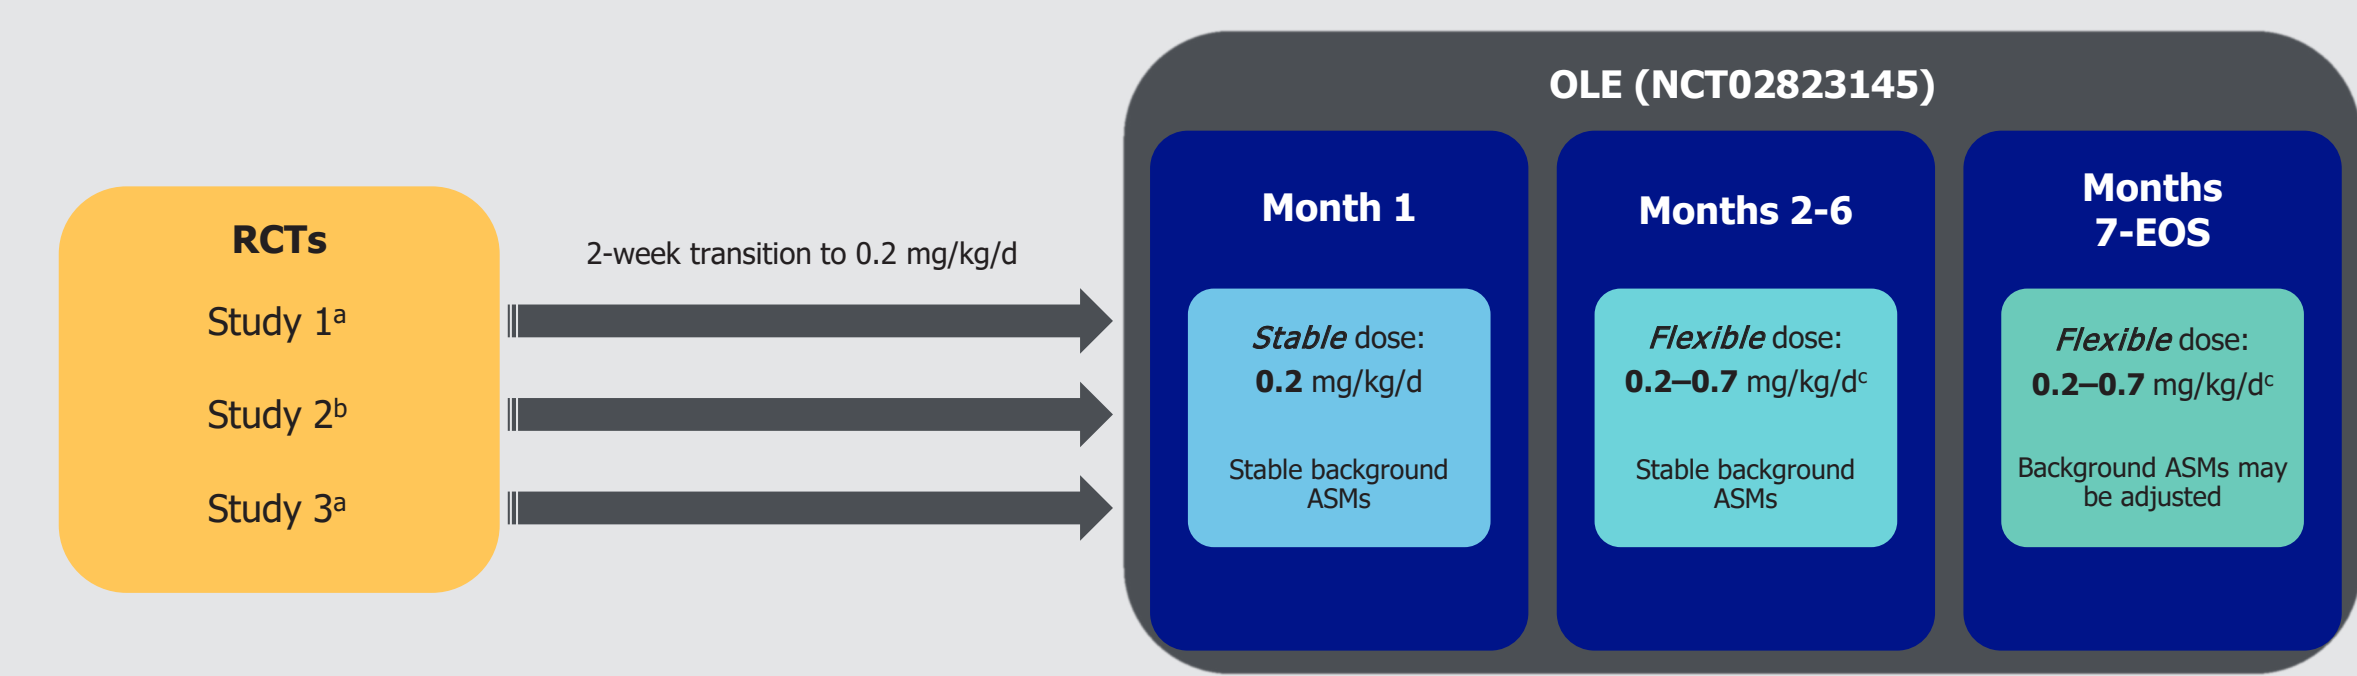 OLE (NCT02823145)
RCTs
Study 1ᵃ
Study 2ᵇ
Study 3ᵃ
2-week transition to 0.2 mg/kg/d
Month 1
Stable dose:
0.2 mg/kg/d
Stable background
ASMs
Months 2-6
Flexible dose:
0.2–0.7 mg/kg/dᶜ
Stable background
ASMs
Months
7-EOS
Flexible dose:
0.2–0.7 mg/kg/dᶜ
Background ASMs may
be adjusted